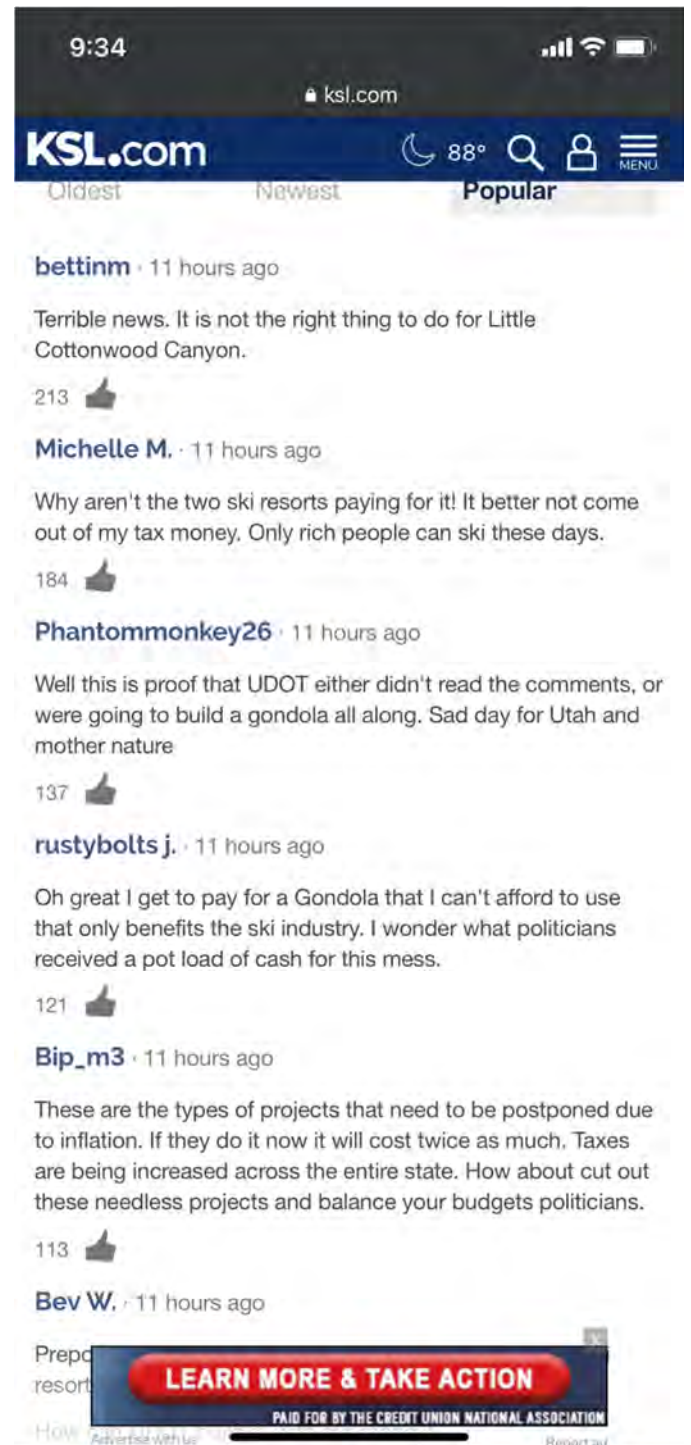 9:34
ksl.com
KSL.com
88°
MENU
Oldest Newest Popular
bettinm · 11 hours ago
Terrible news. It is not the right thing to do for Little
Cottonwood Canyon.
213
Michelle M. · 11 hours ago
Why aren't the two ski resorts paying for it! It better not come
out of my tax money. Only rich people can ski these days.
184
Phantommonkey26 · 11 hours ago
Well this is proof that UDOT either didn't read the comments, or
were going to build a gondola all along. Sad day for Utah and
mother nature
137
rustybolts j. · 11 hours ago
Oh great I get to pay for a Gondola that I can't afford to use
that only benefits the ski industry. I wonder what politicians
received a pot load of cash for this mess.
121
Bip_m3 · 11 hours ago
These are the types of projects that need to be postponed due
to inflation. If they do it now it will cost twice as much. Taxes
are being increased across the entire state. How about cut out
these needless projects and balance your budgets politicians.
113
Bev W. · 11 hours ago
resort
LEARN MORE & TAKE ACTION
PAID FOR BY THE CREDIT UNION NATIONAL ASSOCIATION
How
Advertise with us
Report ad